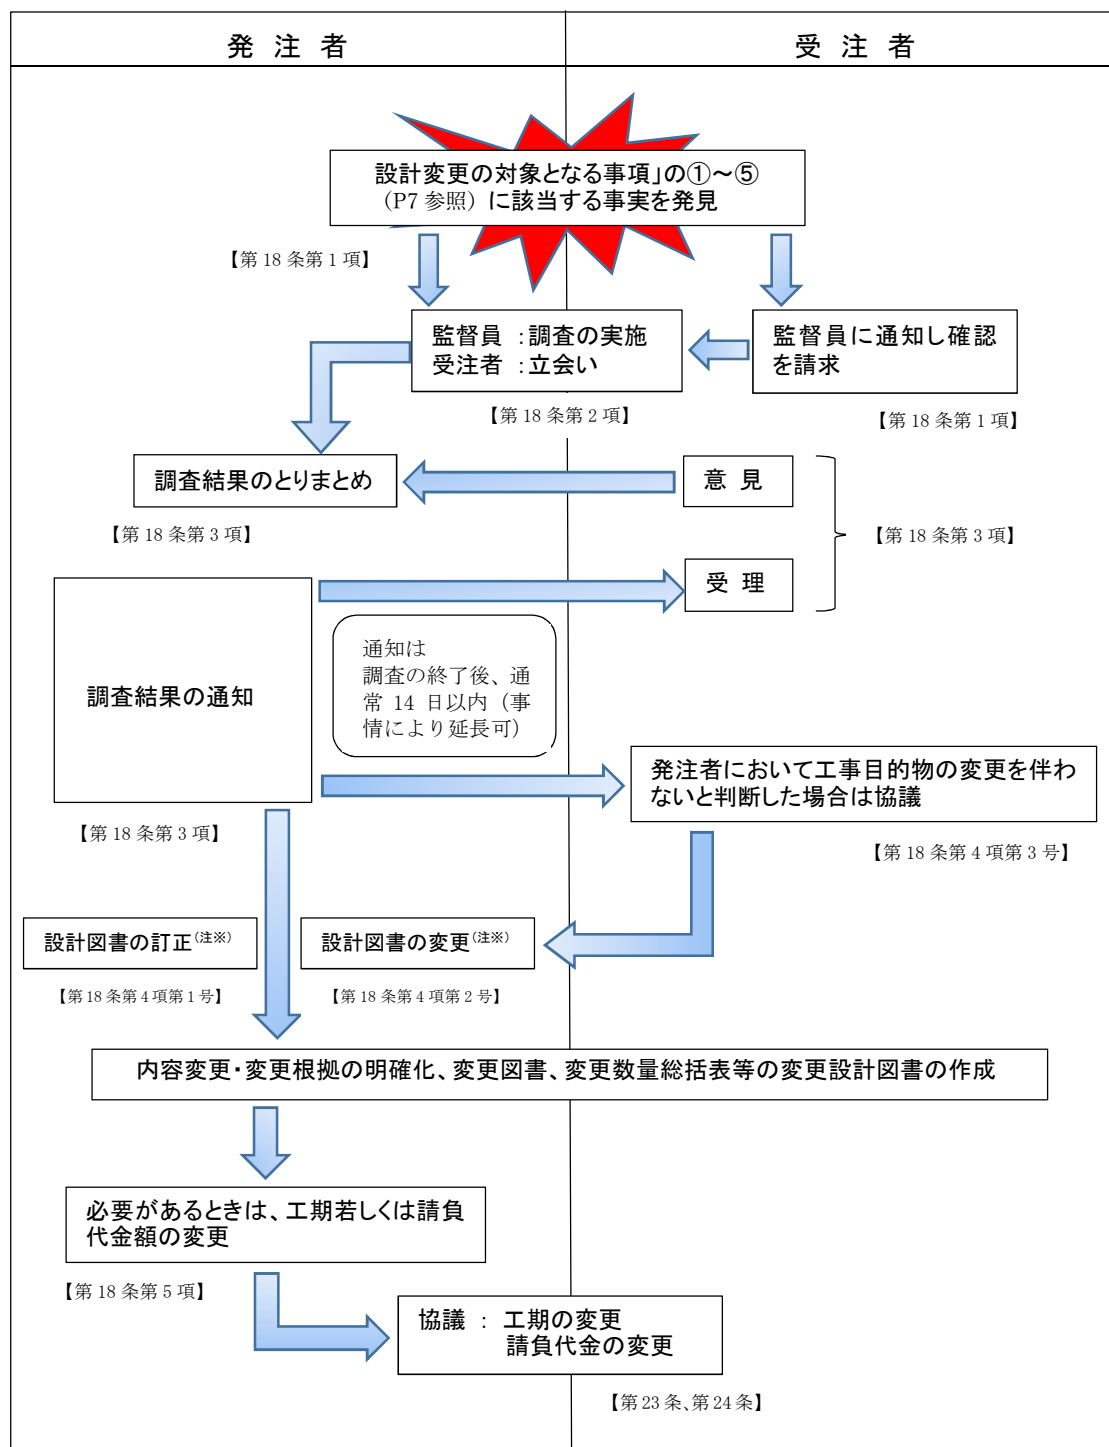 発 注 者
受 注 者
設計変更の対象となる事項」の①～⑤
（P7 参照）に該当する事実を発見
【第 18 条第 1 項】
監督員 ：調査の実施
受注者 ：立会い
監督員に通知し確認
を請求
【第 18 条第 2 項】
【第 18 条第 1 項】
調査結果のとりまとめ
意 見
【第 18 条第 3 項】
【第 18 条第 3 項】
受 理
調査結果の通知
通知は
調査の終了後、通
常 14 日以内（事
情により延長可）
発注者において工事目的物の変更を伴わ
ないと判断した場合は協議
【第 18 条第 3 項】
【第 18 条第 4 項第 3 号】
設計図書の訂正（注※）
設計図書の変更（注※）
【第 18 条第 4 項第 1 号】
【第 18 条第 4 項第 2 号】
内容変更・変更根拠の明確化、変更図書、変更数量総括表等の変更設計図書の作成
必要があるときは、工期若しくは請負
代金額の変更
【第 18 条第 5 項】
協議 ： 工期の変更
請負代金の変更
【第 23 条、第 24 条】